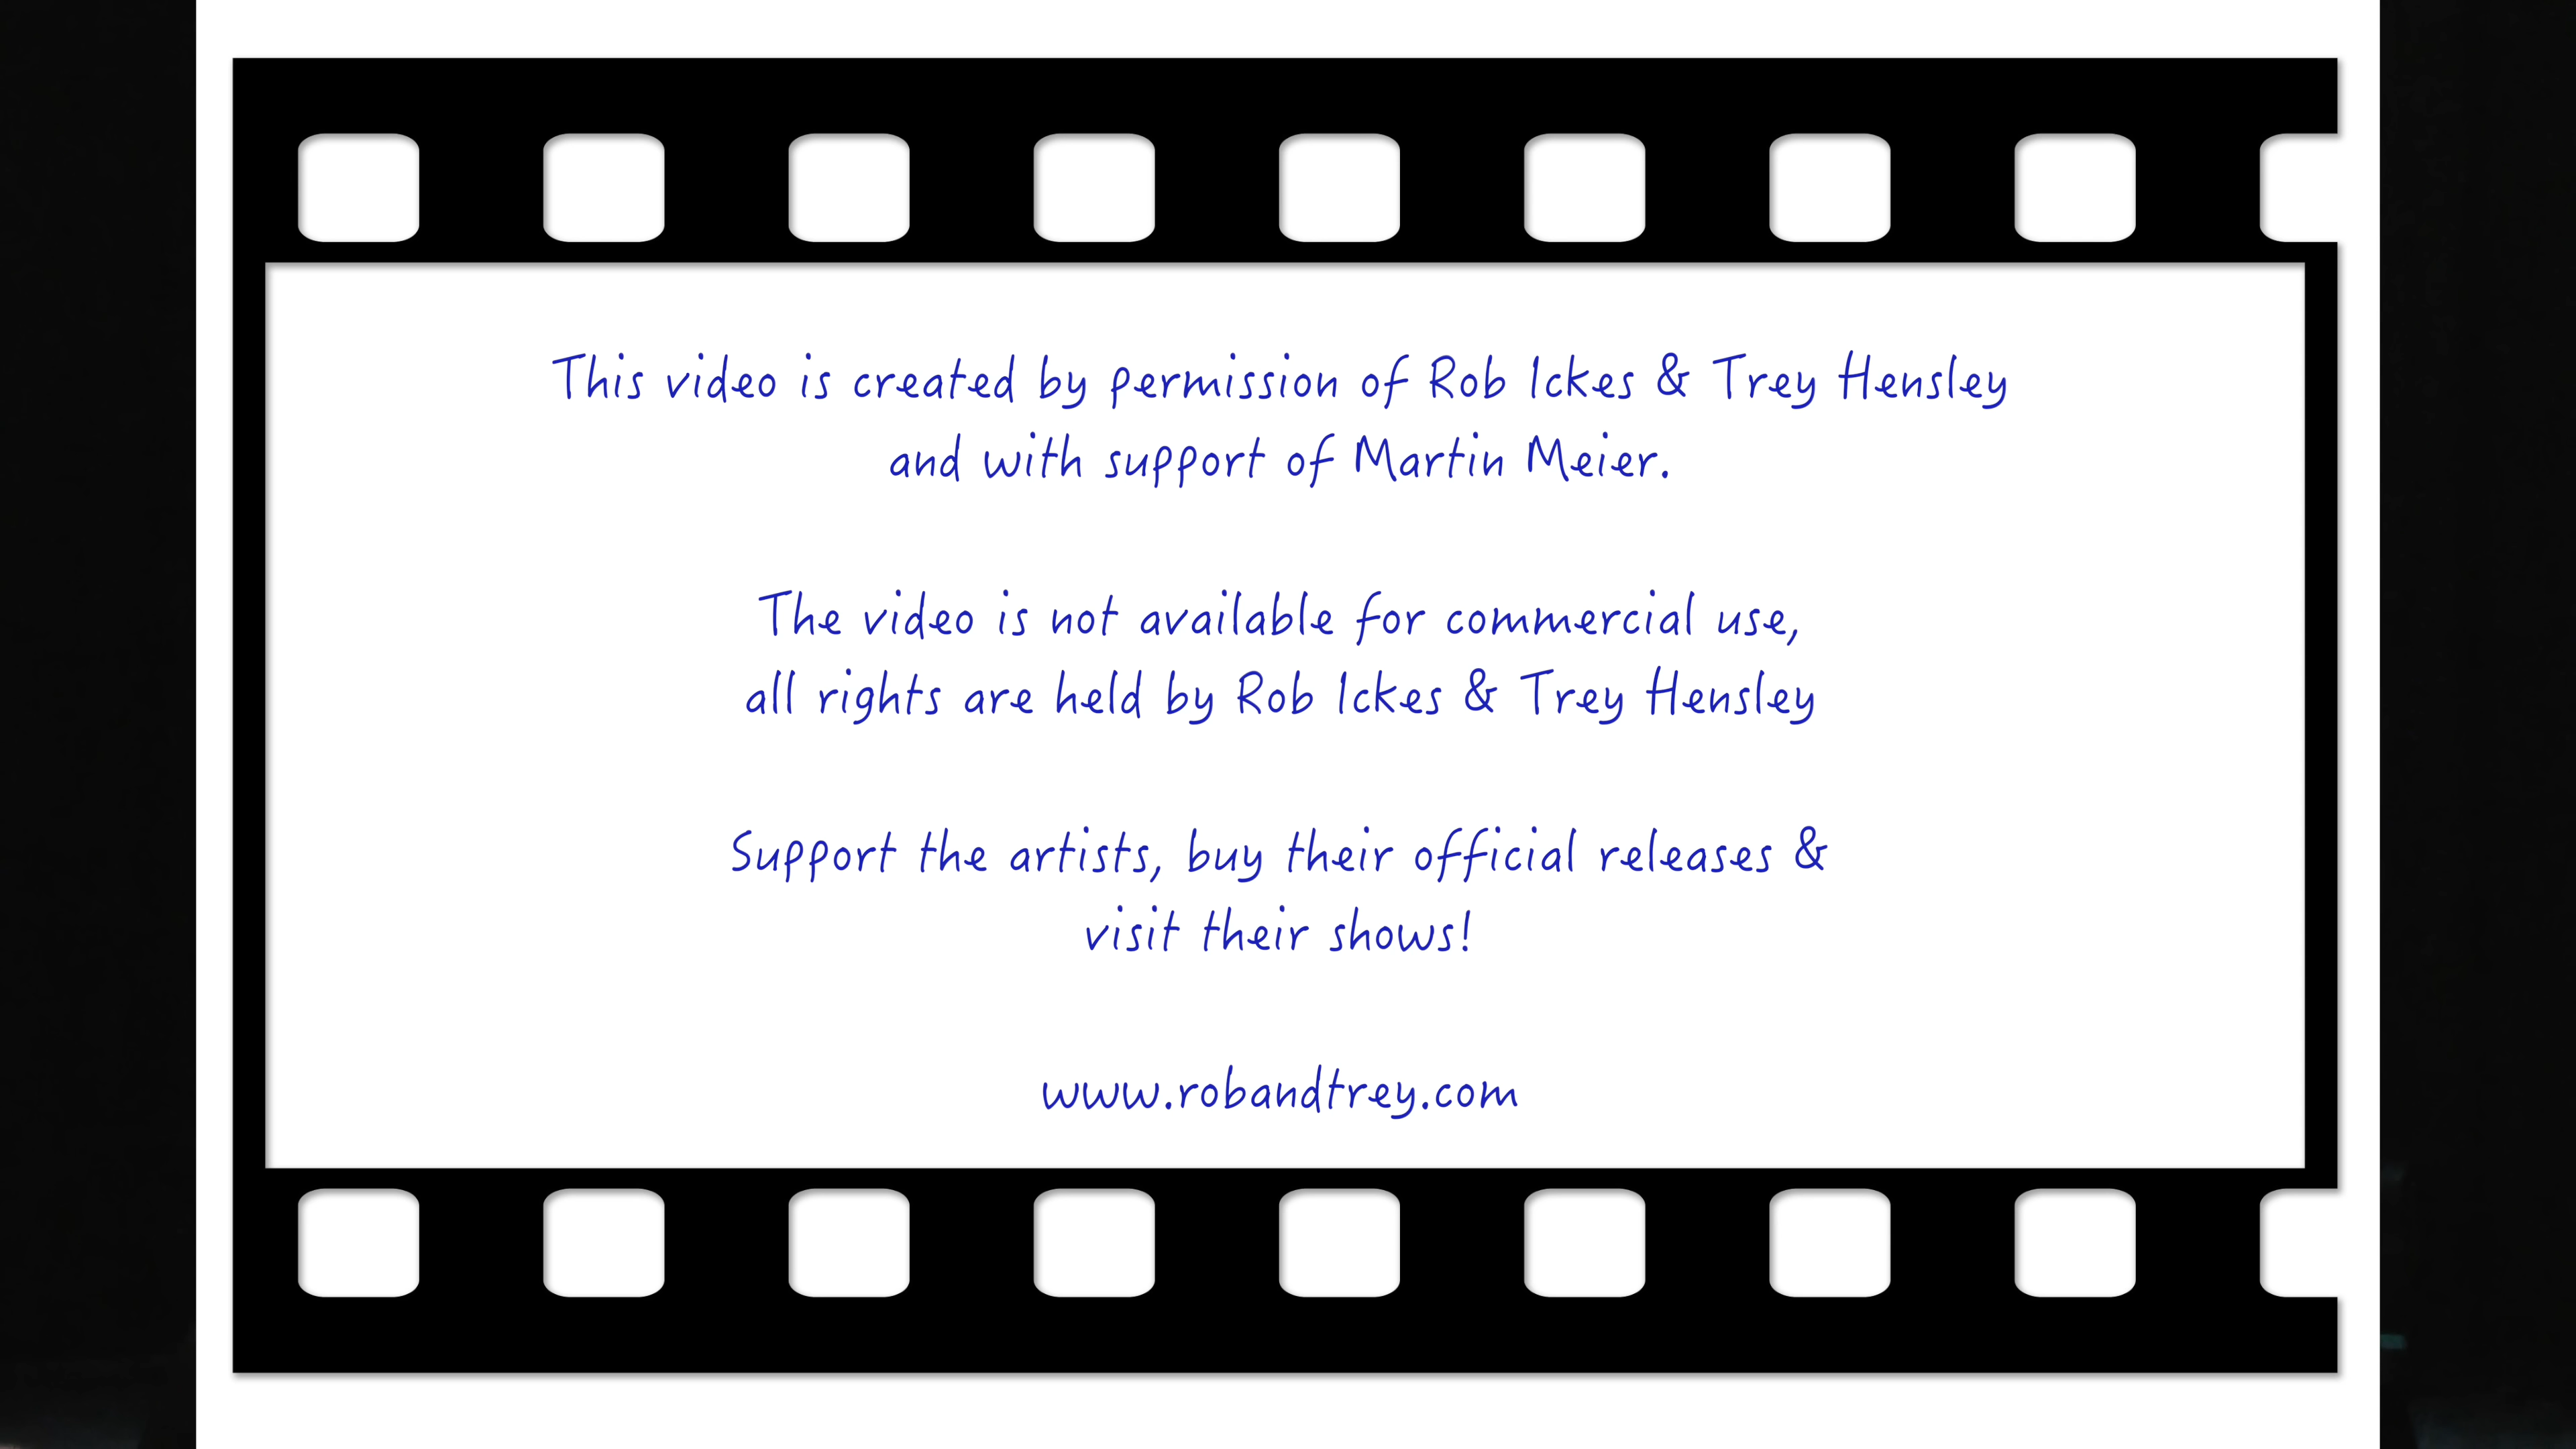 This video is created by permission of Rob Ickes & Trey Hensley
and with support of Martin Meier.
The video is not available for commercial use,
all rights are held by Rob Ickes & Trey Hensley
Support the artists, buy their official releases &
visit their shows!
www.robandtrey.com